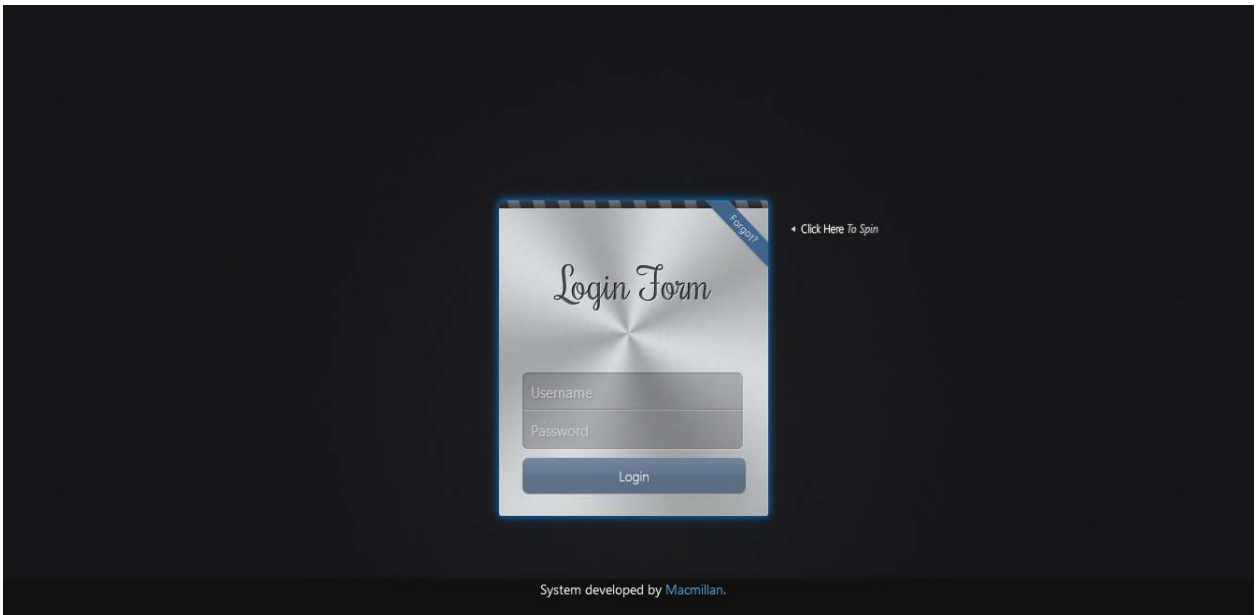 Forgot?
◂ Click Here To Spin
Login Form
Username
Password
Login
System developed by Macmillan.